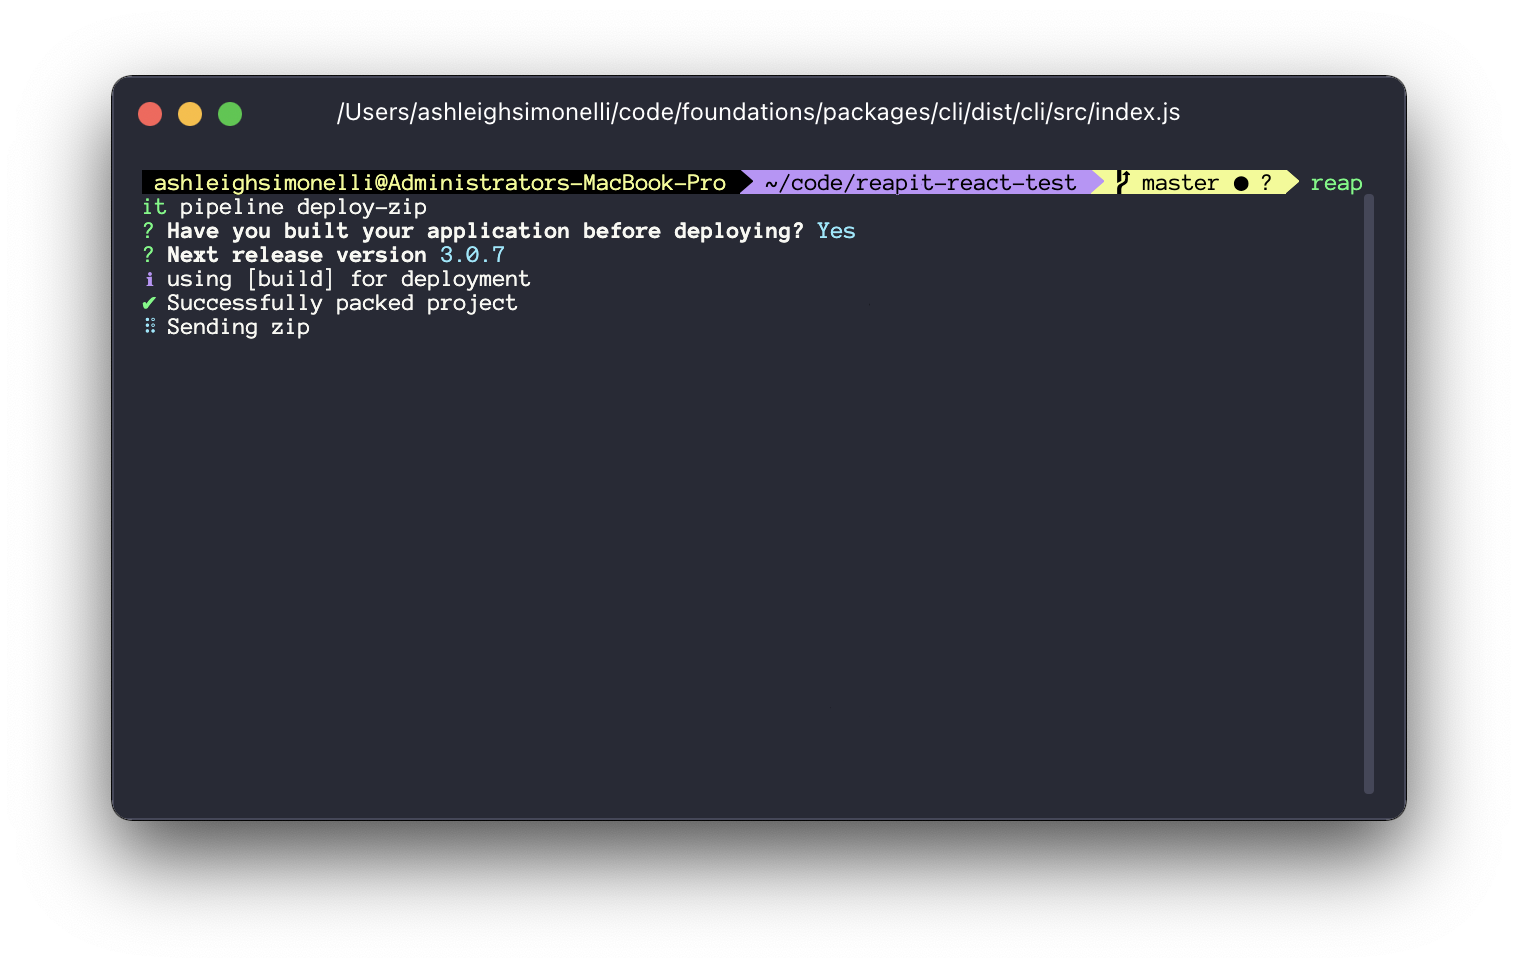 /Users/ashleighsimonelli/code/foundations/packages/cli/dist/cli/src/index.js
ashleighsimonelli@Administrators-MacBook-Pro ~/code/reapit-react-test master ● ? reap
it pipeline deploy-zip
? Have you built your application before deploying? Yes
? Next release version 3.0.7
ℹ using [build] for deployment
✔ Successfully packed project
⠿ Sending zip